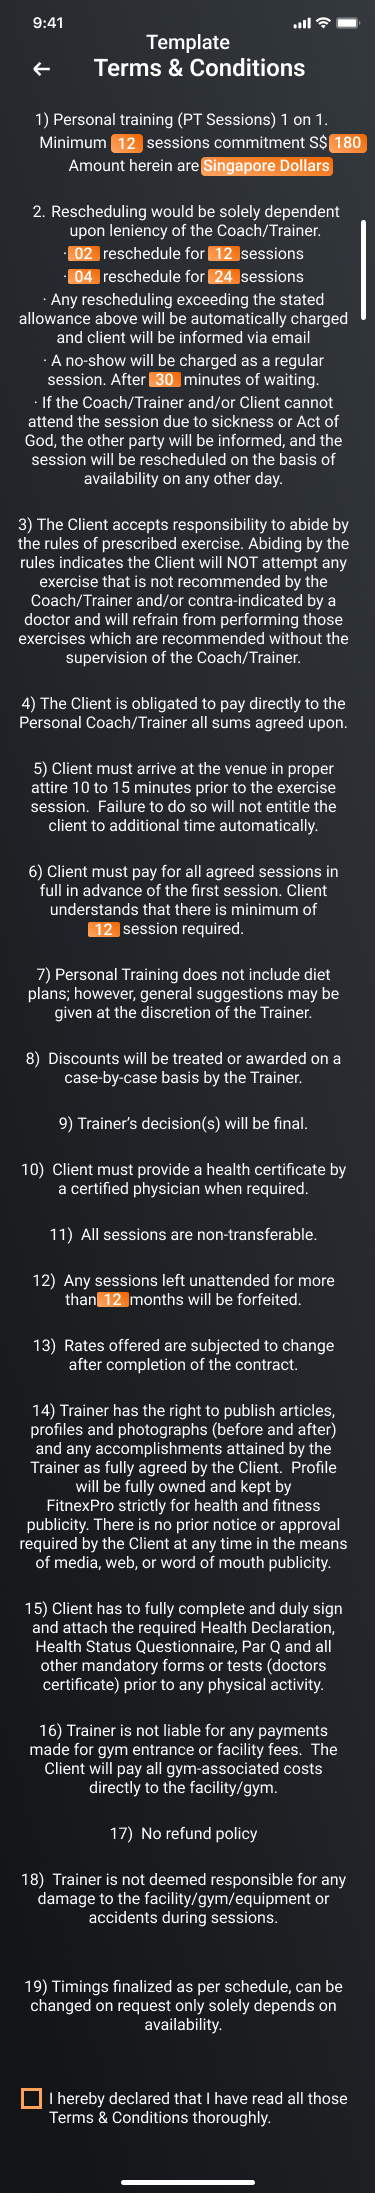 9:41
Template
Terms & Conditions
1) Personal training (PT Sessions) 1 on 1.
Minimum 12 sessions commitment S$ 180
Amount herein are Singapore Dollars
2. Rescheduling would be solely dependent
upon leniency of the Coach/Trainer.
· 02 reschedule for 12 sessions
· 04 reschedule for 24 sessions
· Any rescheduling exceeding the stated
allowance above will be automatically charged
and client will be informed via email
· A no-show will be charged as a regular
session. After 30 minutes of waiting.
· If the Coach/Trainer and/or Client cannot
attend the session due to sickness or Act of
God, the other party will be informed, and the
session will be rescheduled on the basis of
availability on any other day.
3) The Client accepts responsibility to abide by
the rules of prescribed exercise. Abiding by the
rules indicates the Client will NOT attempt any
exercise that is not recommended by the
Coach/Trainer and/or contra-indicated by a
doctor and will refrain from performing those
exercises which are recommended without the
supervision of the Coach/Trainer.
4) The Client is obligated to pay directly to the
Personal Coach/Trainer all sums agreed upon.
5) Client must arrive at the venue in proper
attire 10 to 15 minutes prior to the exercise
session.  Failure to do so will not entitle the
client to additional time automatically.
6) Client must pay for all agreed sessions in
full in advance of the first session. Client
understands that there is minimum of
12 session required.
7) Personal Training does not include diet
plans; however, general suggestions may be
given at the discretion of the Trainer.
8)  Discounts will be treated or awarded on a
case-by-case basis by the Trainer.
9) Trainer’s decision(s) will be final.
10)  Client must provide a health certificate by
a certified physician when required.
11)  All sessions are non-transferable.
12)  Any sessions left unattended for more
than 12 months will be forfeited.
13)  Rates offered are subjected to change
after completion of the contract.
14) Trainer has the right to publish articles,
profiles and photographs (before and after)
and any accomplishments attained by the
Trainer as fully agreed by the Client.  Profile
will be fully owned and kept by
FitnexPro strictly for health and fitness
publicity. There is no prior notice or approval
required by the Client at any time in the means
of media, web, or word of mouth publicity.
15) Client has to fully complete and duly sign
and attach the required Health Declaration,
Health Status Questionnaire, Par Q and all
other mandatory forms or tests (doctors
certificate) prior to any physical activity.
16) Trainer is not liable for any payments
made for gym entrance or facility fees.  The
Client will pay all gym-associated costs
directly to the facility/gym.
17)  No refund policy
18)  Trainer is not deemed responsible for any
damage to the facility/gym/equipment or
accidents during sessions.
19) Timings finalized as per schedule, can be
changed on request only solely depends on
availability.
I hereby declared that I have read all those
Terms & Conditions thoroughly.